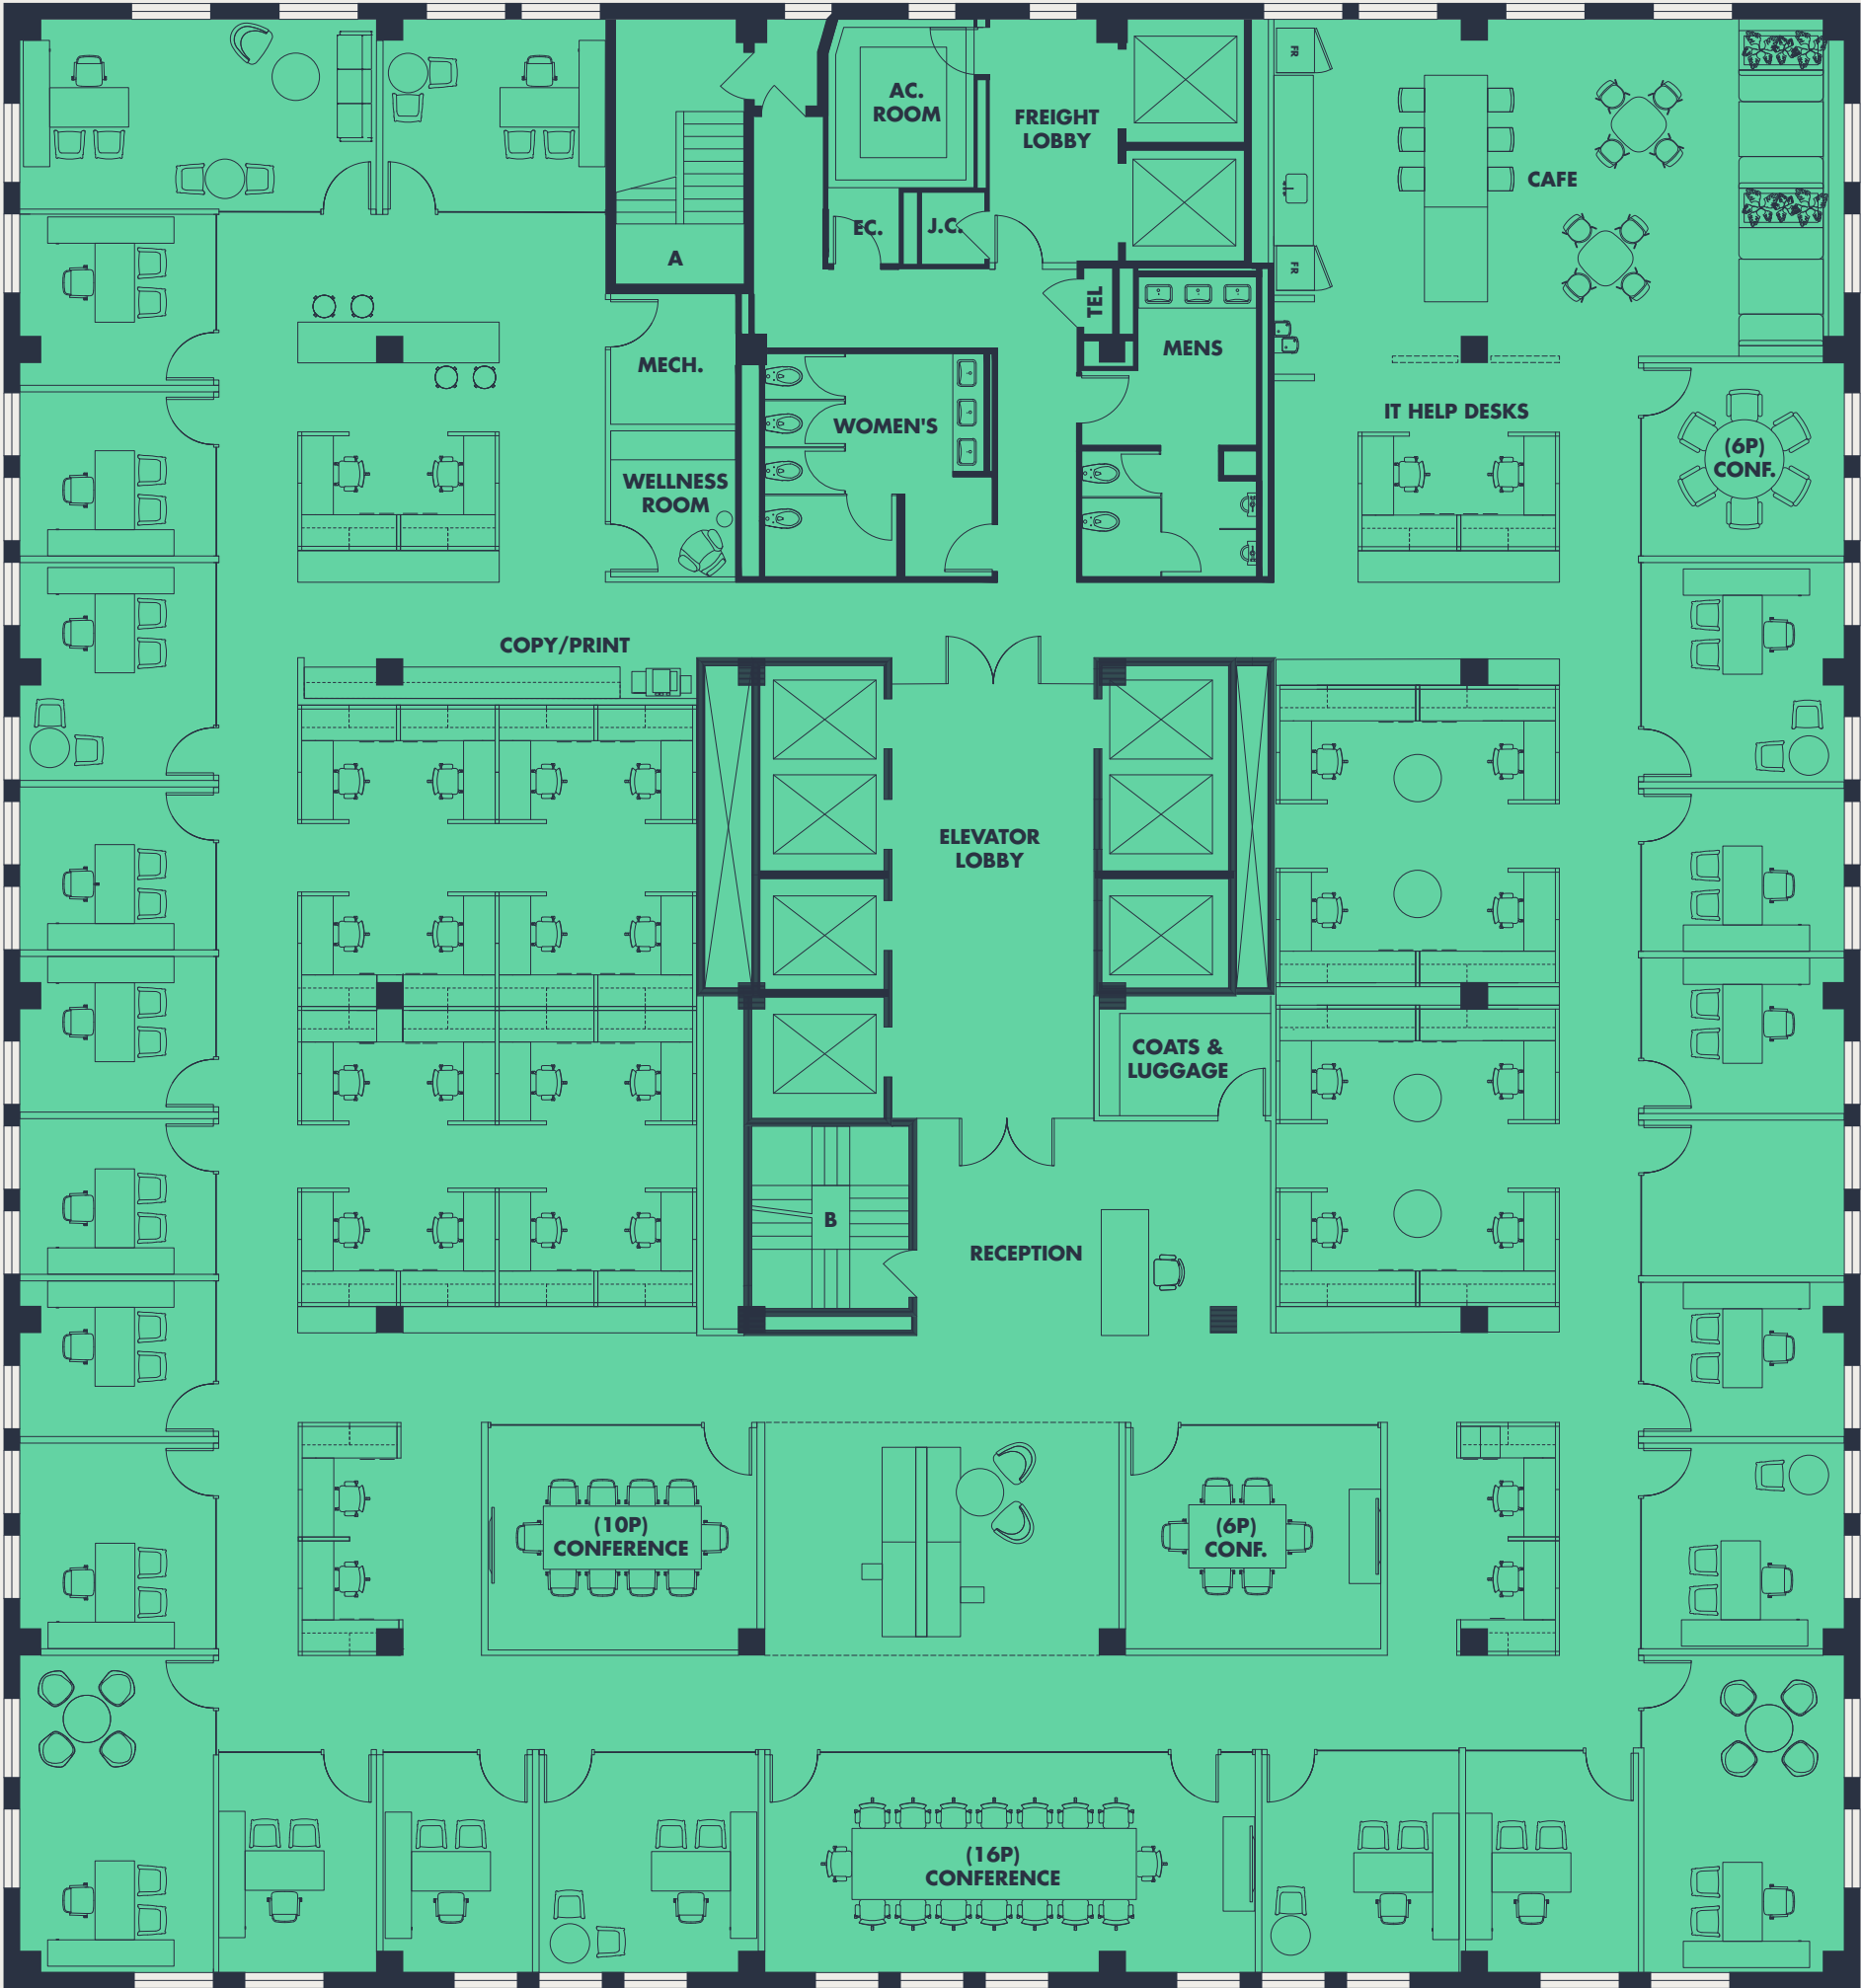 FR
AC.
ROOM
FREIGHT
LOBBY
CAFE
EC.
J.C.
A
FR
TEL
MENS
MECH.
WOMEN'S
IT HELP DESKS
(6P)
CONF.
WELLNESS
ROOM
COPY/PRINT
ELEVATOR
LOBBY
COATS &
LUGGAGE
B
RECEPTION
(10P)
CONFERENCE
(6P)
CONF.
(16P)
CONFERENCE